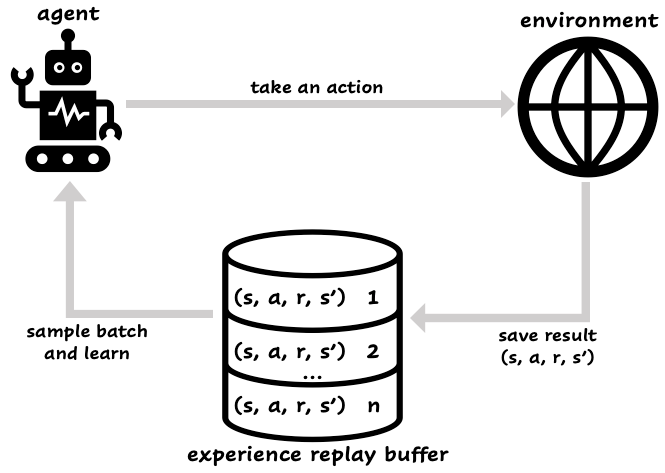 agent
environment
take an action
(s, a, r, s’) 1
(s, a, r, s’) 2
...
(s, a, r, s’) n
sample batch
and learn
save result
(s, a, r, s’)
experience replay buffer